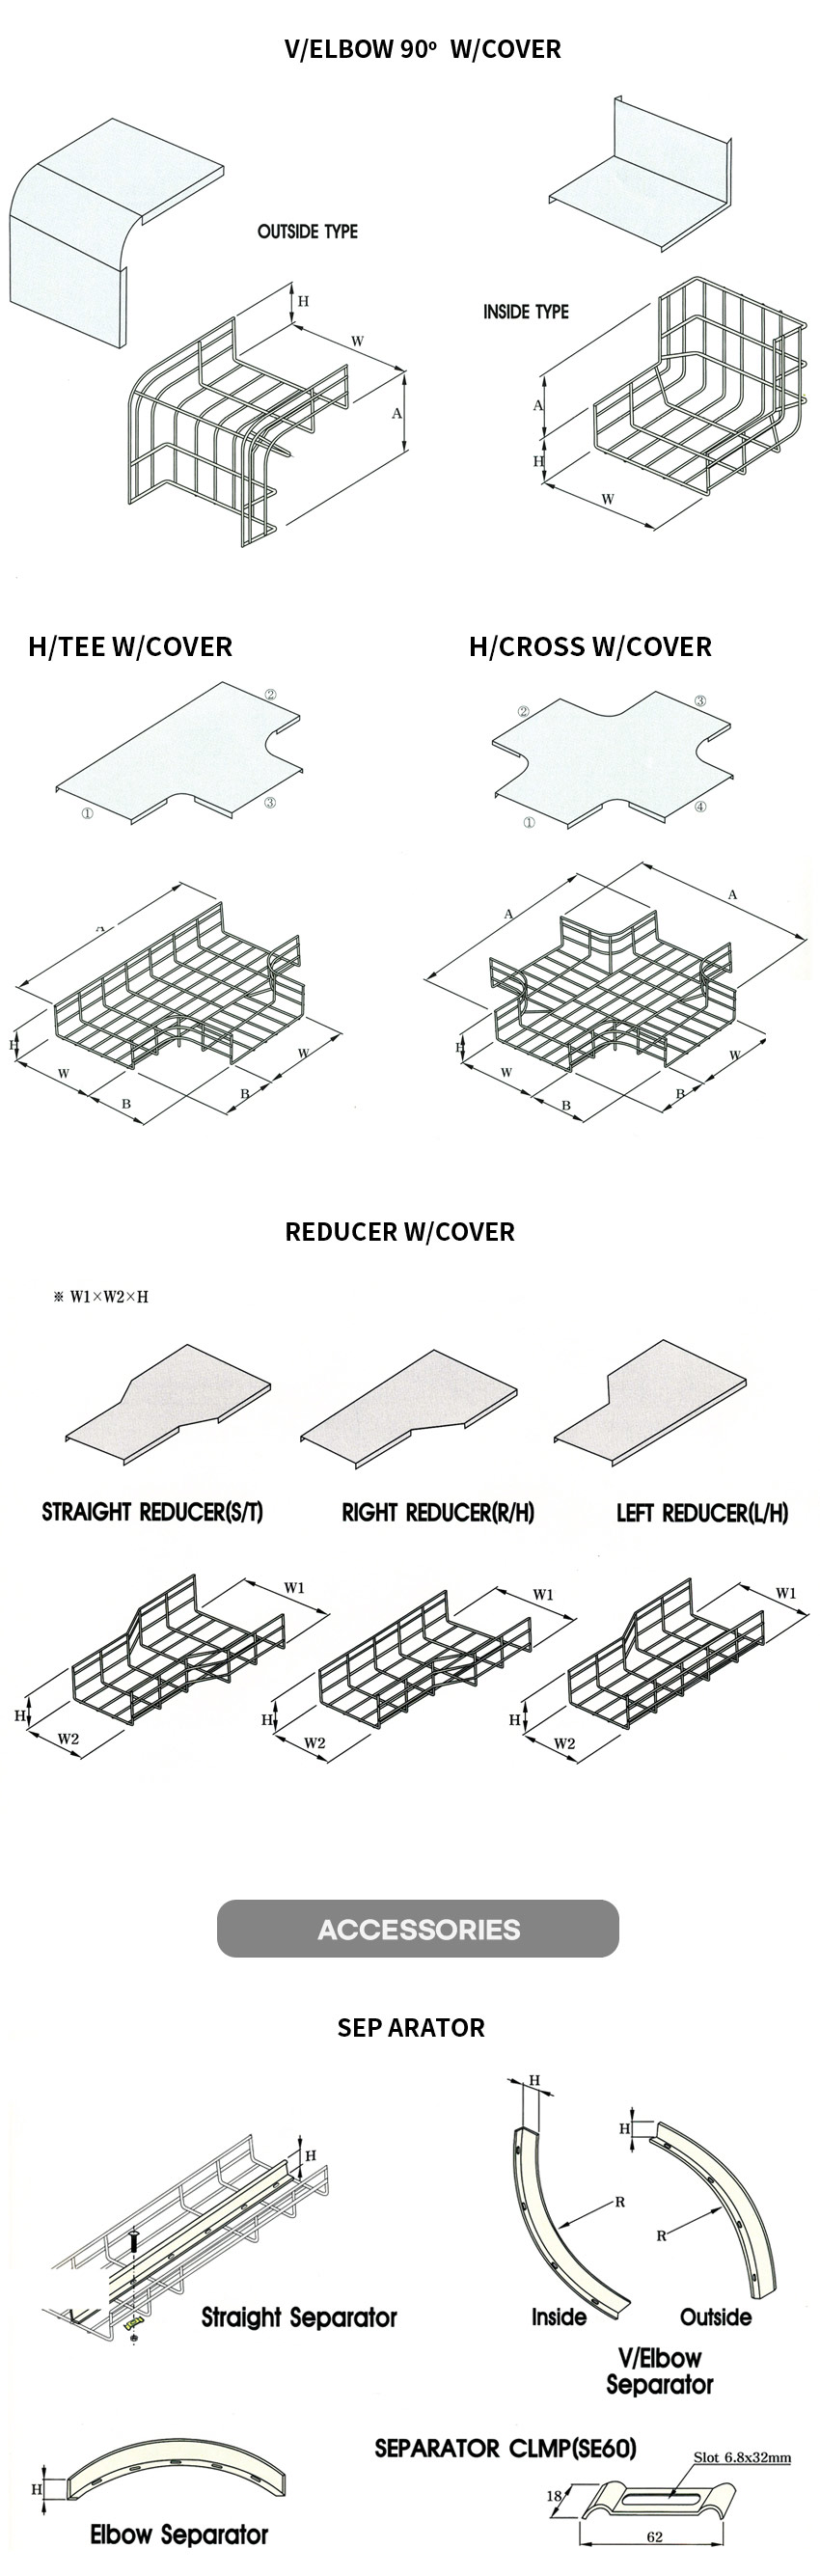 V/ELBOW 90º W/COVER
OUTSIDE TYPE
H
W
A
INSIDE TYPE
A
H
W
H/TEE W/COVER
H/CROSS W/COVER
②
①
③
②
③
①
④
A
H
W
B
B
W
A
A
H
W
B
B
W
REDUCER W/COVER
※ W1×W2×H
STRAIGHT REDUCER(S/T)
RIGHT REDUCER(R/H)
LEFT REDUCER(L/H)
W1
H
W2
W1
H
W2
W1
H
W2
ACCESSORIES
SEP ARATOR
H
Straight Separator
H
R
Inside
H
R
Outside
V/Elbow
Separator
H
Elbow Separator
SEPARATOR CLMP(SE60)
Slot 6.8x32mm
18
62